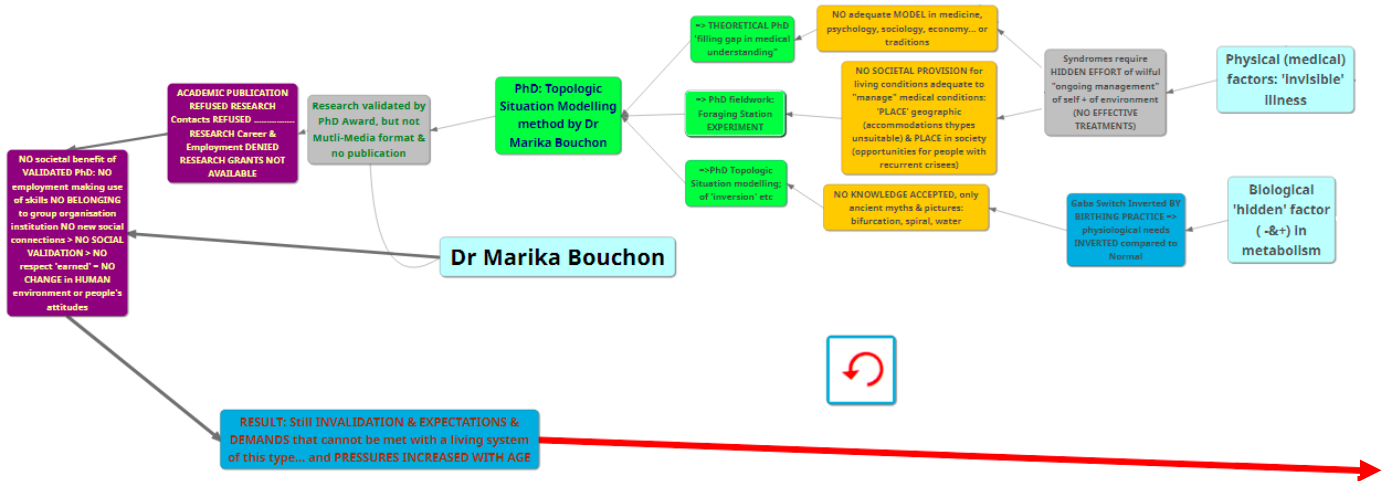 => THEORETICAL PhD
'filling gap in medical
understanding"
NO adequate MODEL in medicine,
psychology, sociology, economy... or
traditions
Syndromes require
HIDDEN EFFORT of wilful
"ongoing management"
of self + of environment
(NO EFFECTIVE
TREATMENTS)
Physical (medical)
factors: 'invisible'
illness
ACADEMIC PUBLICATION
REFUSED RESEARCH
Contacts REFUSED ................
RESEARCH Career &
Employment DENIED
RESEARCH GRANTS NOT
AVAILABLE
Research validated by
PhD Award, but not
Mutli-Media format &
no publication
PhD: Topologic
Situation Modelling
method by Dr
Marika Bouchon
=> PhD fieldwork:
Foraging Station
EXPERIMENT
NO SOCIETAL PROVISION for
living conditions adequate to
"manage" medical conditions:
'PLACE' geographic
(accommodations thypes
unsuitable) & PLACE in society
(opportunities for people with
recurrent crisees)
NO societal benefit of
VALIDATED PhD: NO
employment making use
of skills NO BELONGING
to group organisation
institution NO new social
connections > NO SOCIAL
VALIDATION > NO
respect 'earned' = NO
CHANGE in HUMAN
environment or people's
attitudes
=>PhD Topologic
Situation modelling;
of 'inversion' etc
NO KNOWLEDGE ACCEPTED, only
ancient myths & pictures:
bifurcation, spiral, water
Gaba Switch Inverted BY
BIRTHING PRACTICE =>
physiological needs
INVERTED compared to
Normal
Biological
'hidden' factor
( -&+) in
metabolism
Dr Marika Bouchon
RESULT: Still INVALIDATION & EXPECTATIONS &
DEMANDS that cannot be met with a living system
of this type... and PRESSURES INCREASED WITH AGE